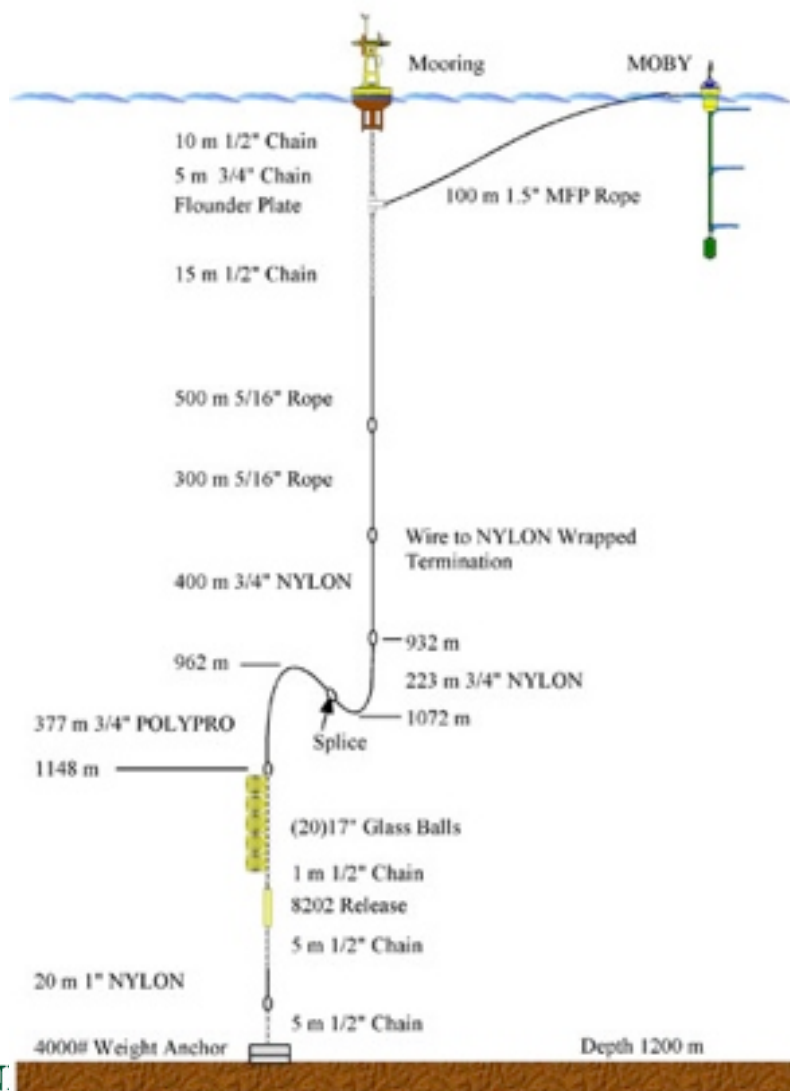 Mooring
MOBY
10 m 1/2" Chain
5 m 3/4" Chain
Flounder Plate
100 m 1.5" MFP Rope
15 m 1/2" Chain
500 m 5/16" Rope
300 m 5/16" Rope
Wire to NYLON Wrapped
Termination
400 m 3/4" NYLON
932 m
962 m
223 m 3/4" NYLON
1072 m
377 m 3/4" POLYPRO
Splice
1148 m
(20)17" Glass Balls
1 m 1/2" Chain
8202 Release
5 m 1/2" Chain
20 m 1" NYLON
5 m 1/2" Chain
4000# Weight Anchor
Depth 1200 m